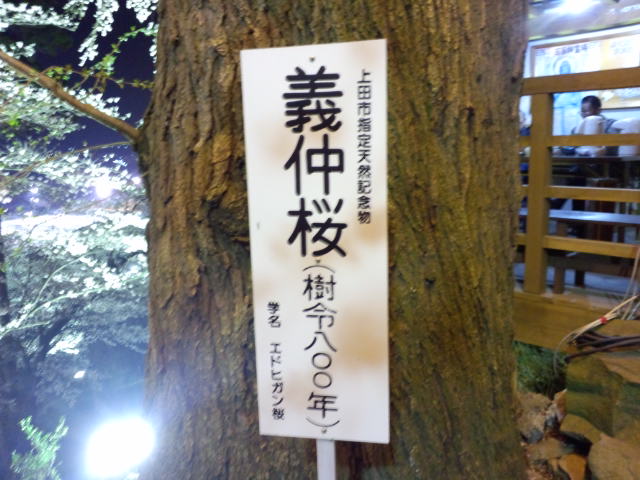 上田市指定天然記念物
義仲桜(樹令八〇〇年)
学名 エドヒガン桜